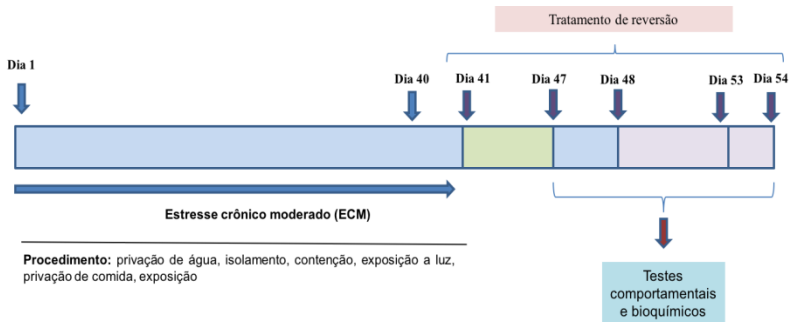 Tratamento de reversão
Dia 1
Dia 40
Dia 41
Dia 47
Dia 48
Dia 53
Dia 54
Estresse crônico moderado (ECM)
Procedimento: privação de água, isolamento, contenção, exposição a luz,
privação de comida, exposição
Testes
comportamentais
e bioquímicos